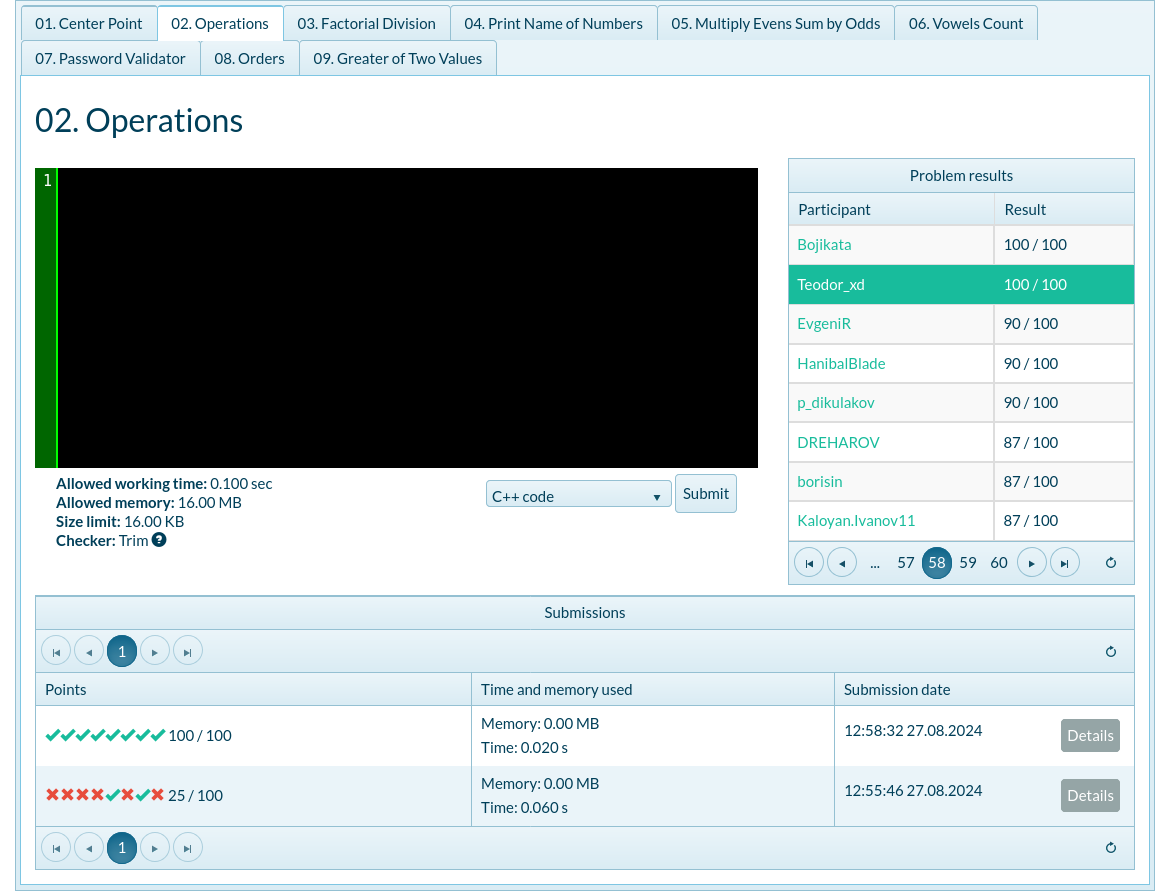 01. Center Point
02. Operations
03. Factorial Division
04. Print Name of Numbers
05. Multiply Evens Sum by Odds
06. Vowels Count
07. Password Validator
08. Orders
09. Greater of Two Values
02. Operations
1
Allowed working time: 0.100 sec
Allowed memory: 16.00 MB
Size limit: 16.00 KB
Checker: Trim ?
C++ code
Submit
Problem results
Participant Result
Bojikata 100 / 100
Teodor_xd 100 / 100
EvgeniR 90 / 100
HanibalBlade 90 / 100
p_dikulakov 90 / 100
DREHAROV 87 / 100
borisin 87 / 100
Kaloyan.Ivanov11 87 / 100
... 57 58 59 60
Submissions
1
Points Time and memory used Submission date
100 / 100
Memory: 0.00 MB
Time: 0.020 s
12:58:32 27.08.2024
Details
25 / 100
Memory: 0.00 MB
Time: 0.060 s
12:55:46 27.08.2024
Details
1